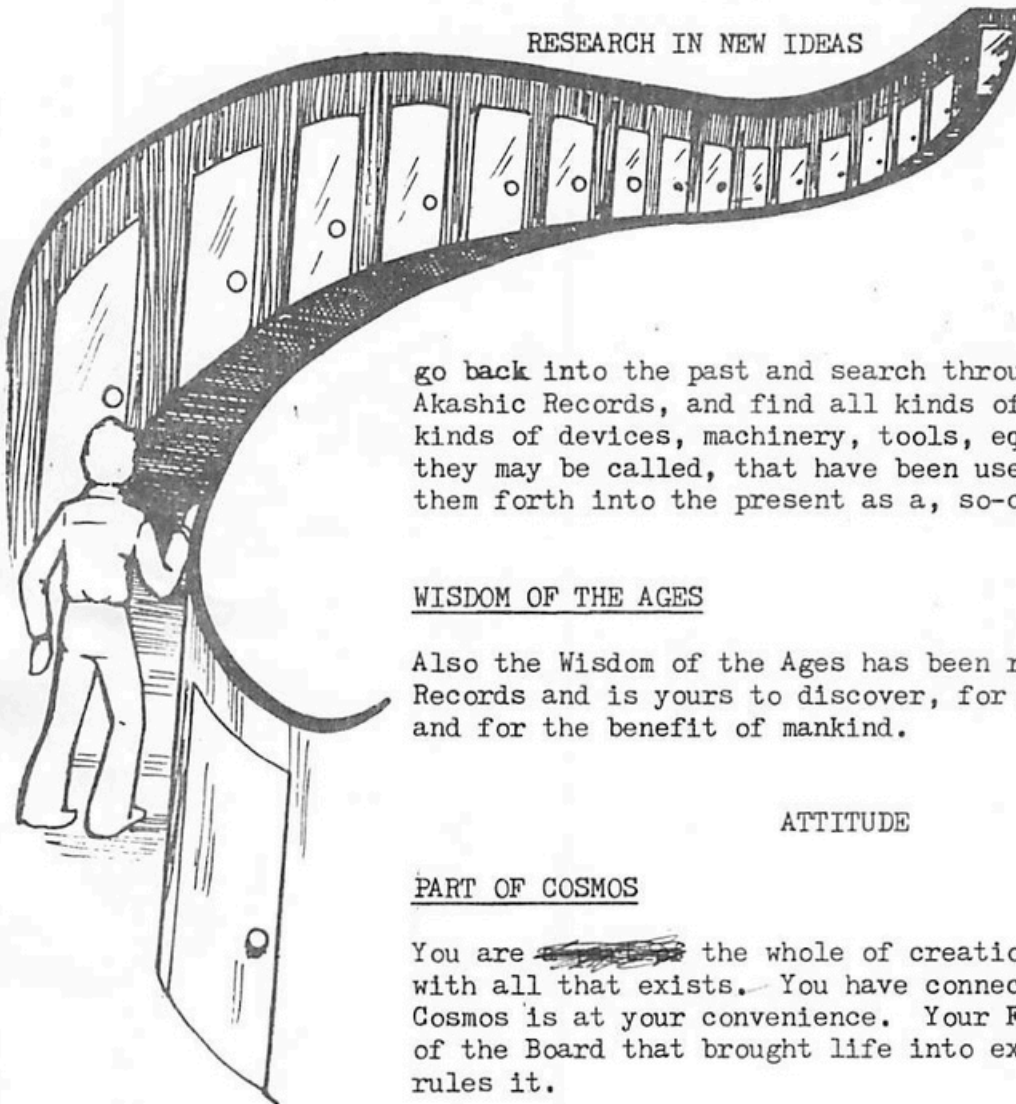 RESEARCH IN NEW IDEAS
go back into the past and search throu
Akashic Records, and find all kinds of
kinds of devices, machinery, tools, eq
they may be called, that have been use
them forth into the present as a, so-c
WISDOM OF THE AGES
Also the Wisdom of the Ages has been r
Records and is yours to discover, for
and for the benefit of mankind.
ATTITUDE
PART OF COSMOS
You are the whole of creatio
with all that exists. You have connec
Cosmos is at your convenience. Your
of the Board that brought life into ex
rules it.